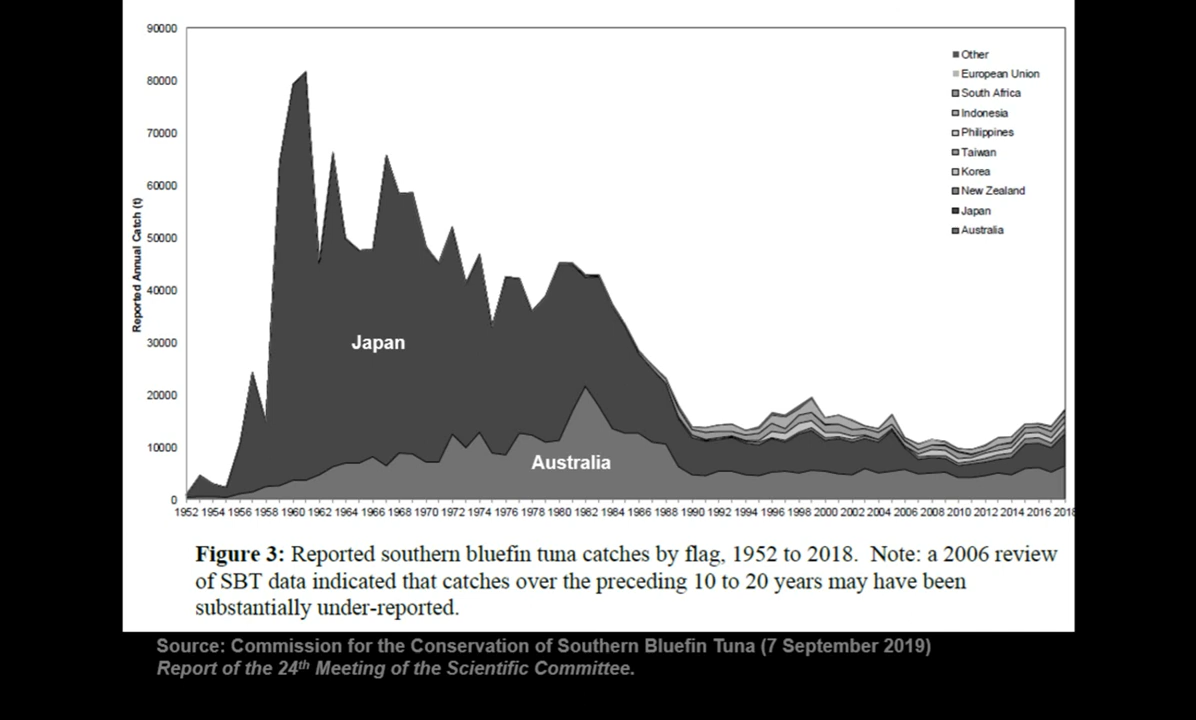 90000
80000
70000
60000
50000
40000
30000
20000
10000
0
Reported Annual Catch (t)
Other
European Union
South Africa
Indonesia
Philippines
Taiwan
Korea
New Zealand
Japan
Australia
Japan
Australia
1952 1954 1956 1958 1960 1962 1964 1966 1968 1970 1972 1974 1976 1978 1980 1982 1984 1986 1988 1990 1992 1994 1996 1998 2000 2002 2004 2006 2008 2010 2012 2014 2016 2018
Figure 3: Reported southern bluefin tuna catches by flag, 1952 to 2018. Note: a 2006 review
of SBT data indicated that catches over the preceding 10 to 20 years may have been
substantially under-reported.
Source: Commission for the Conservation of Southern Bluefin Tuna (7 September 2019)
Report of the 24th Meeting of the Scientific Committee.